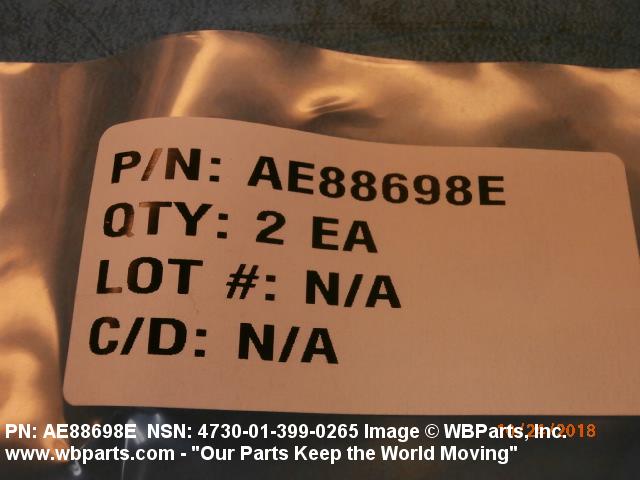 P/N: AE88698E
QTY: 2 EA
LOT #: N/A
C/D: N/A
PN: AE88698E NSN: 4730-01-399-0265 Image © WBParts, Inc.
www.wbparts.com - "Our Parts Keep the World Moving"